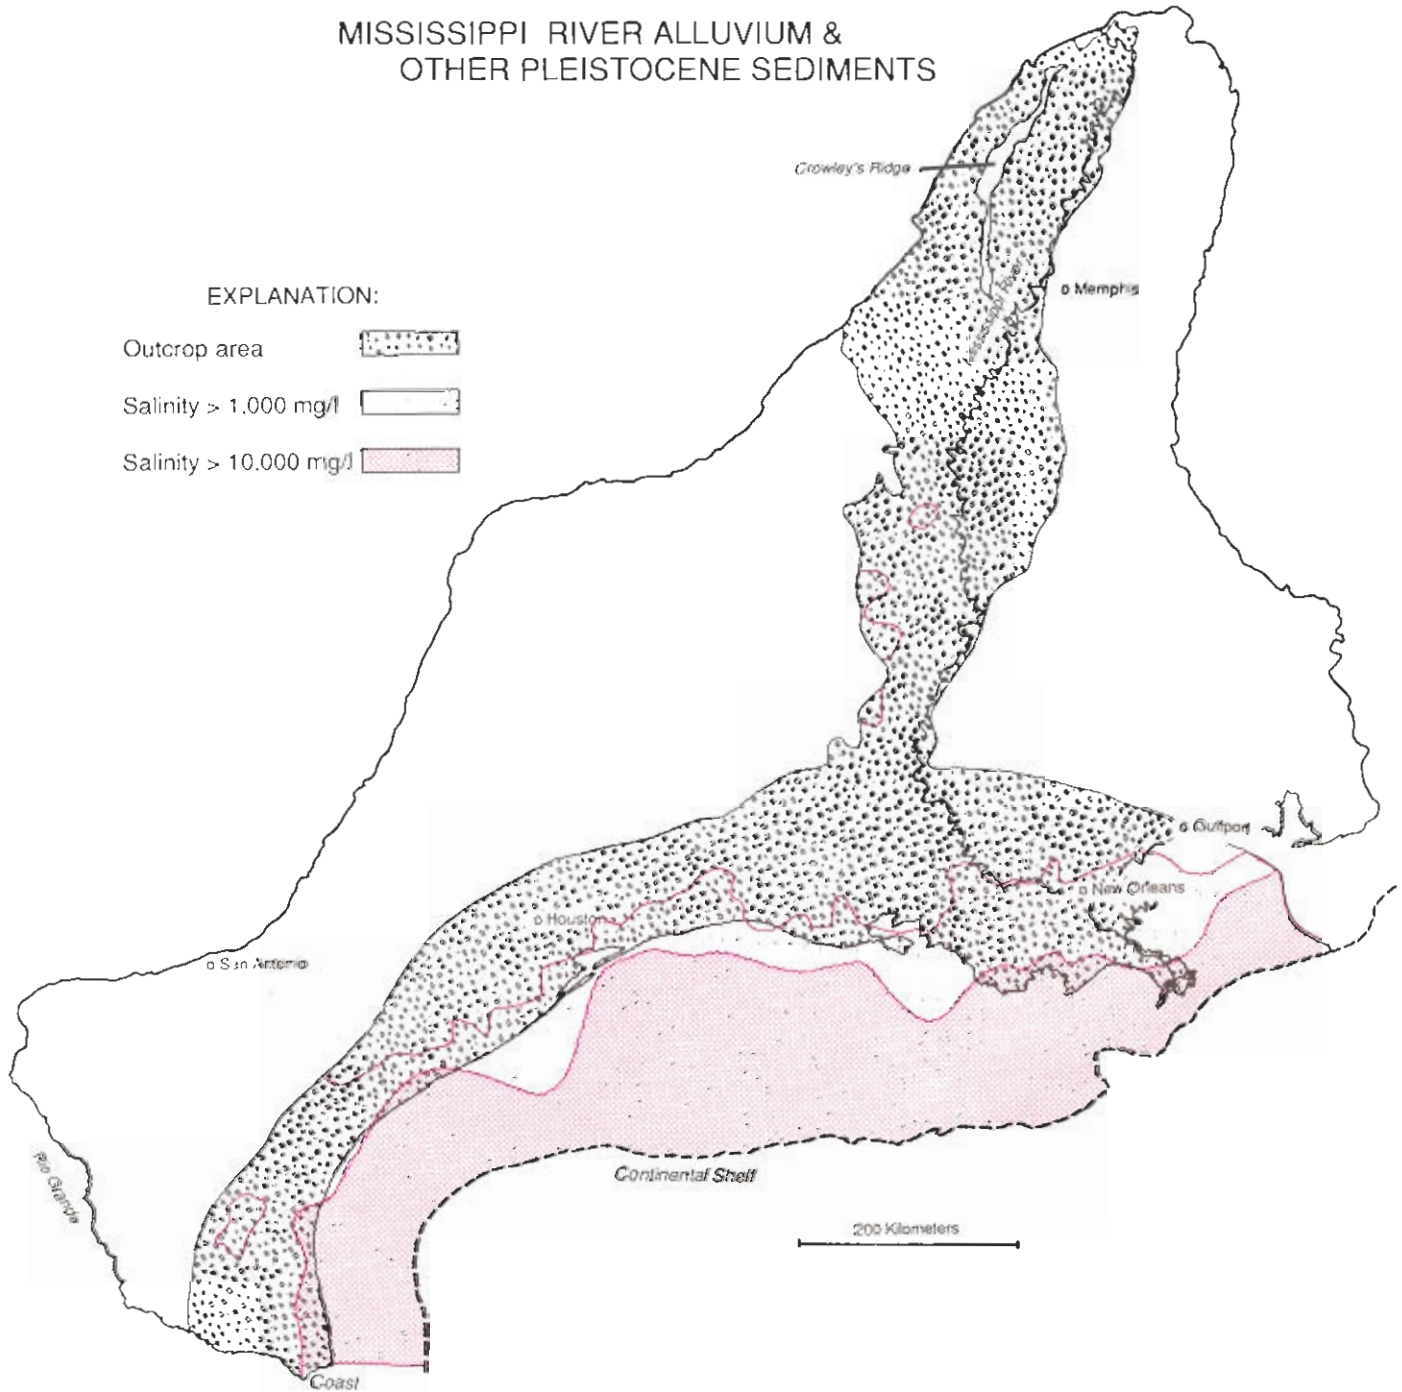 MISSISSIPPI RIVER ALLUVIUM &
OTHER PLEISTOCENE SEDIMENTS
Crowley's Ridge
Mississippi River
Memphis
EXPLANATION:
Outcrop area
Salinity > 1,000 mg/l
Salinity > 10,000 mg/l
Gulfport
New Orleans
Houston
San Antonio
Rio Grande
Continental Shelf
200 Kilometers
Coast